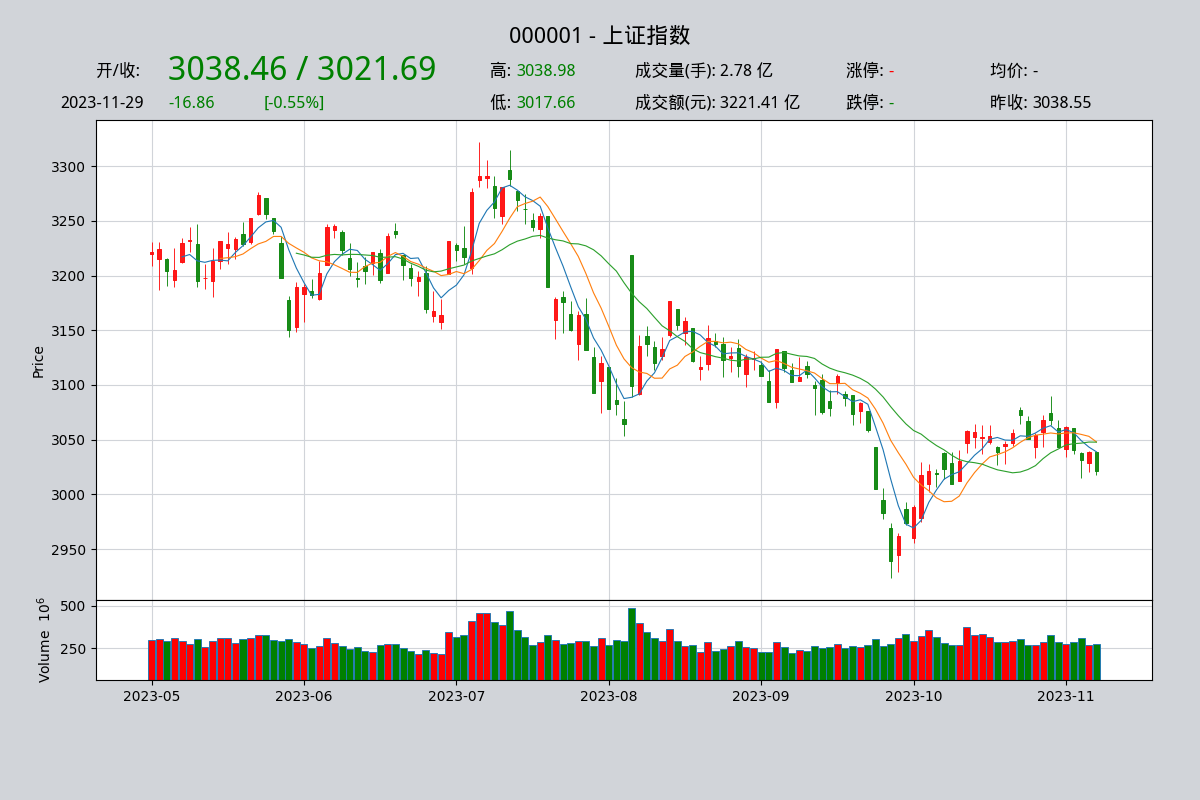 000001 - 上证指数
开/收: 3038.46 / 3021.69 高: 3038.98 成交量(手): 2.78 亿 涨停: - 均价: -
2023-11-29 -16.86 [-0.55%] 低: 3017.66 成交额(元): 3221.41 亿 跌停: - 昨收: 3038.55
3300
3250
3200
3150
3100
3050
3000
2950
Price
500
250
Volume 10^6
2023-05 2023-06 2023-07 2023-08 2023-09 2023-10 2023-11